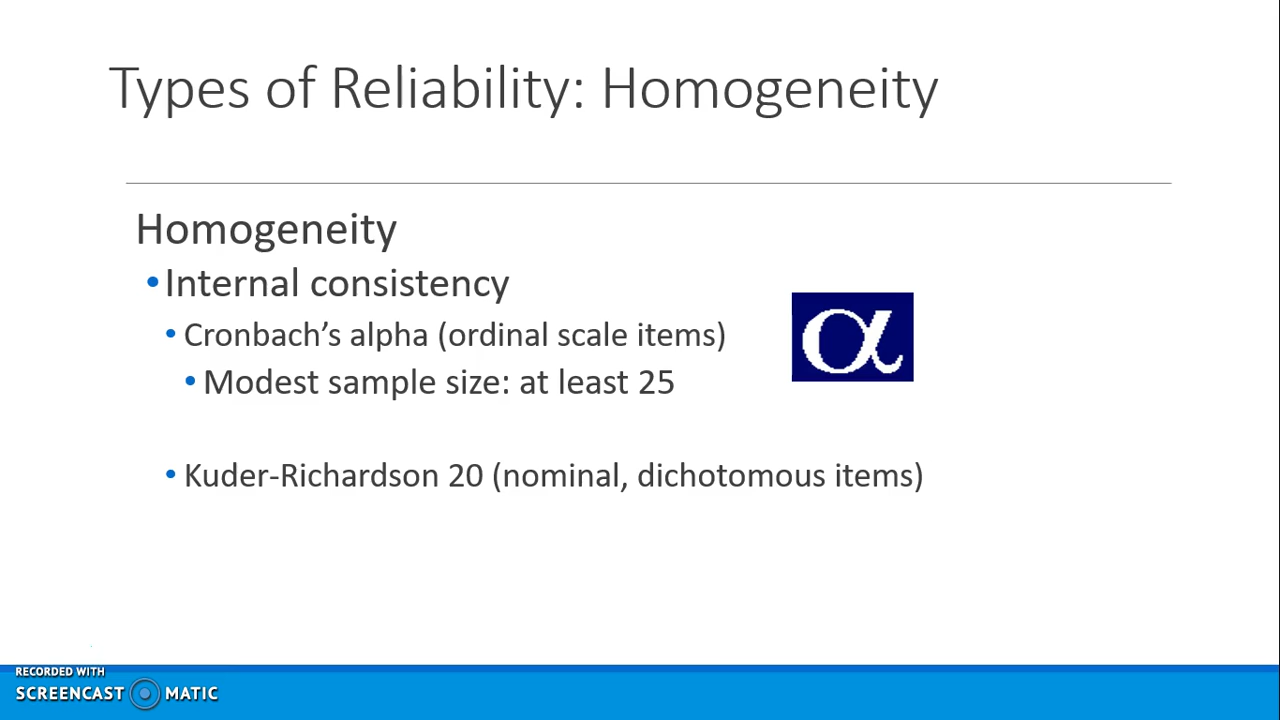 Types of Reliability: Homogeneity
Homogeneity
•Internal consistency
• Cronbach’s alpha (ordinal scale items)
• Modest sample size: at least 25
α
• Kuder-Richardson 20 (nominal, dichotomous items)
RECORDED WITH
SCREENCAST MATIC